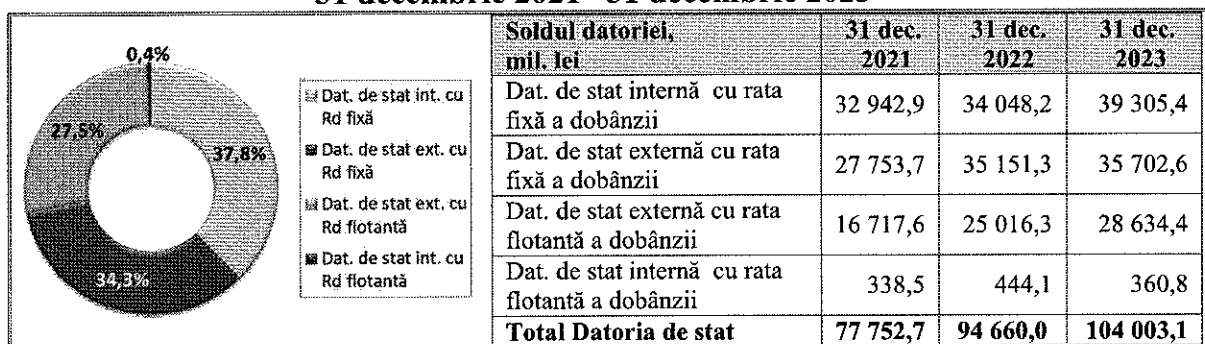 31 decembrie 2021- 31 decembrie 2023
0,4%
27,5%
37,8%
34,3%
Dat. de stat int. cu
Rd fixă
Dat. de stat ext. cu
Rd fixă
Dat. de stat ext. cu
Rd flotantă
Dat. de stat int. cu
Rd flotantă
Soldul datoriei, mil. lei 31 dec. 2021 31 dec. 2022 31 dec. 2023
Dat. de stat internă cu rata
fixă a dobânzii 32 942,9 34 048,2 39 305,4
Dat. de stat externă cu rata
fixă a dobânzii 27 753,7 35 151,3 35 702,6
Dat. de stat externă cu rata
flotantă a dobânzii 16 717,6 25 016,3 28 634,4
Dat. de stat internă cu rata
flotantă a dobânzii 338,5 444,1 360,8
Total Datoria de stat 77 752,7 94 660,0 104 003,1